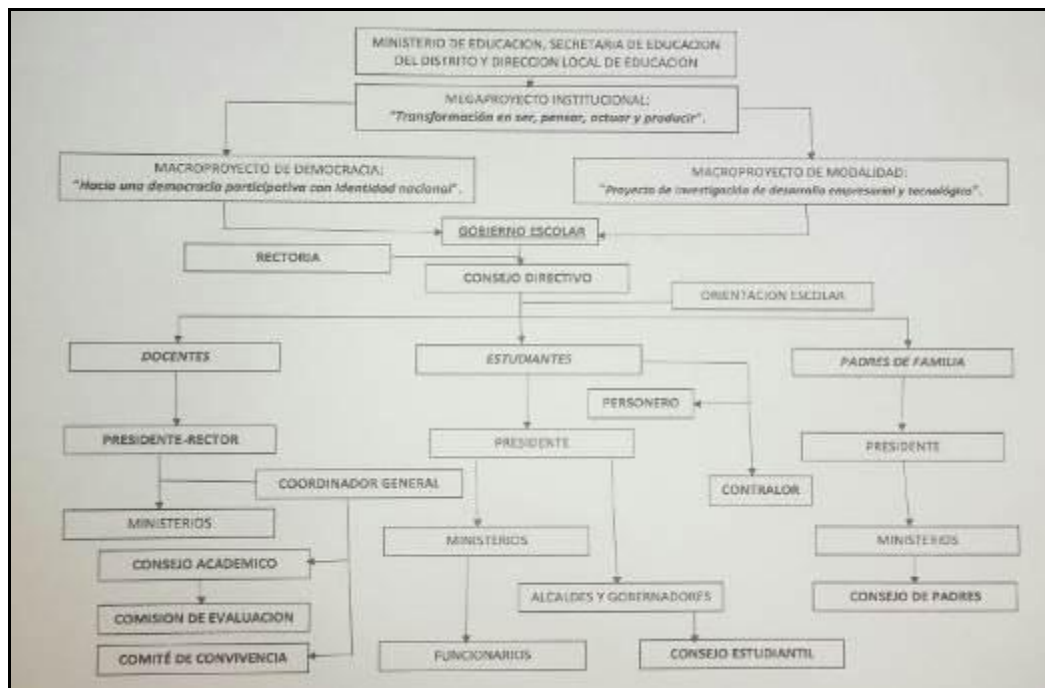 MINISTERIO DE EDUCACION, SECRETARIA DE EDUCACION
DEL DISTRITO Y DIRECCION LOCAL DE EDUCACION
MEGAPROYECTO INSTITUCIONAL:
"Transformación en ser, pensar, actuar y producir".
MACROPROYECTO DE DEMOCRACIA:
"Hacia una democracia participativa con identidad nacional".
MACROPROYECTO DE MODALIDAD:
"Proyecto de investigación de desarrollo empresarial y tecnológico".
GOBIERNO ESCOLAR
RECTORIA
CONSEJO DIRECTIVO
ORIENTACION ESCOLAR
DOCENTES
ESTUDIANTES
PADRES DE FAMILIA
PERSONERO
PRESIDENTE-RECTOR
PRESIDENTE
PRESIDENTE
COORDINADOR GENERAL
CONTRALOR
MINISTERIOS
MINISTERIOS
MINISTERIOS
CONSEJO ACADEMICO
ALCALDES Y GOBERNADORES
CONSEJO DE PADRES
COMISION DE EVALUACION
COMITÉ DE CONVIVENCIA
FUNCIONARIOS
CONSEJO ESTUDIANTIL